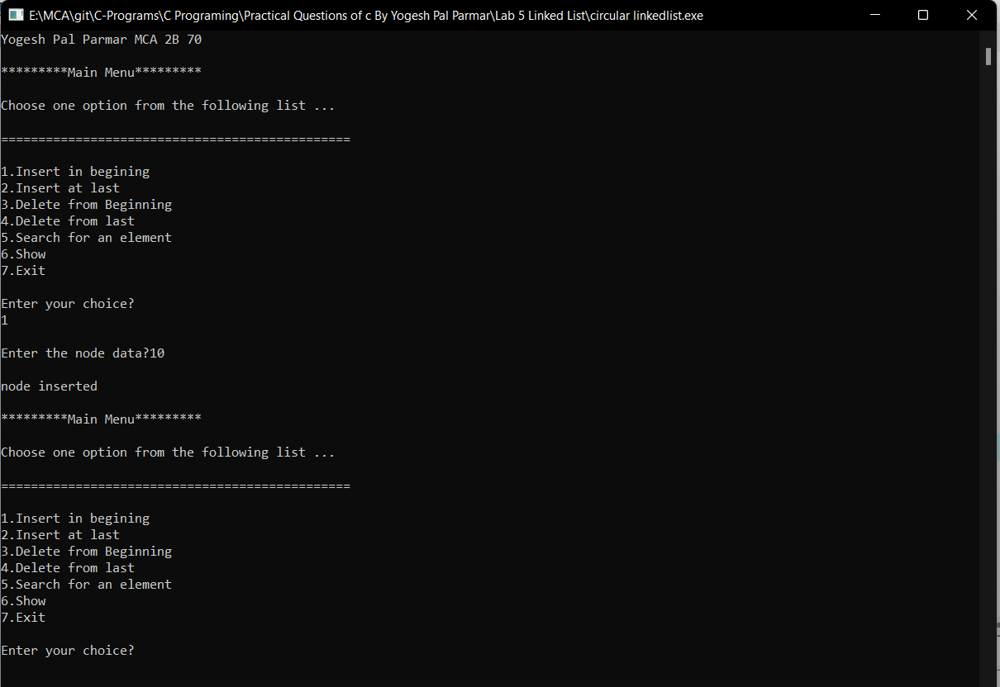 E:\MCA\git\C-Programs\C Programing\Practical Questions of c By Yogesh Pal Parmar\Lab 5 Linked List\circular linkedlist.exe
Yogesh Pal Parmar MCA 2B 70
*********Main Menu*********
Choose one option from the following list ...
===============================================
1.Insert in begining
2.Insert at last
3.Delete from Beginning
4.Delete from last
5.Search for an element
6.Show
7.Exit
Enter your choice?
1
Enter the node data?10
node inserted
*********Main Menu*********
Choose one option from the following list ...
===============================================
1.Insert in begining
2.Insert at last
3.Delete from Beginning
4.Delete from last
5.Search for an element
6.Show
7.Exit
Enter your choice?